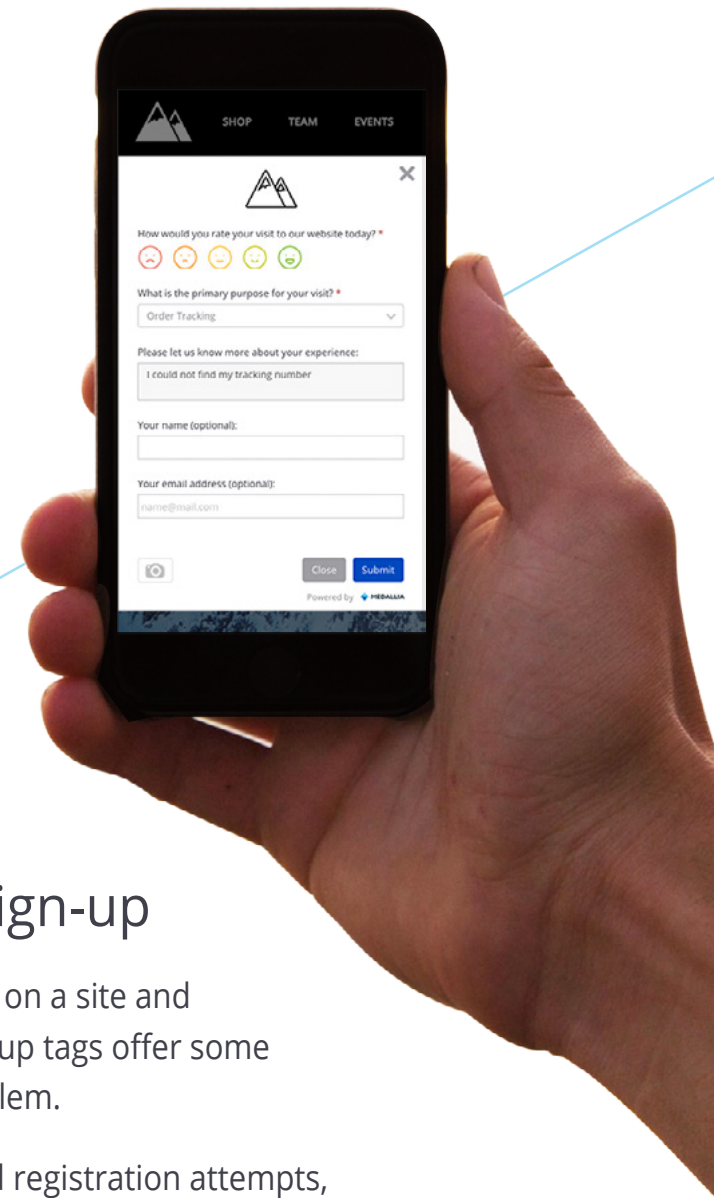 SHOP TEAM EVENTS
How would you rate your visit to our website today? *
What is the primary purpose for your visit? *
Order Tracking
Please let us know more about your experience:
I could not find my tracking number
Your name (optional):
Your email address (optional):
name@mail.com
Close Submit
Powered by MEDALLIA
ign-up
on a site and
up tags offer some
lem.
registration attempts,